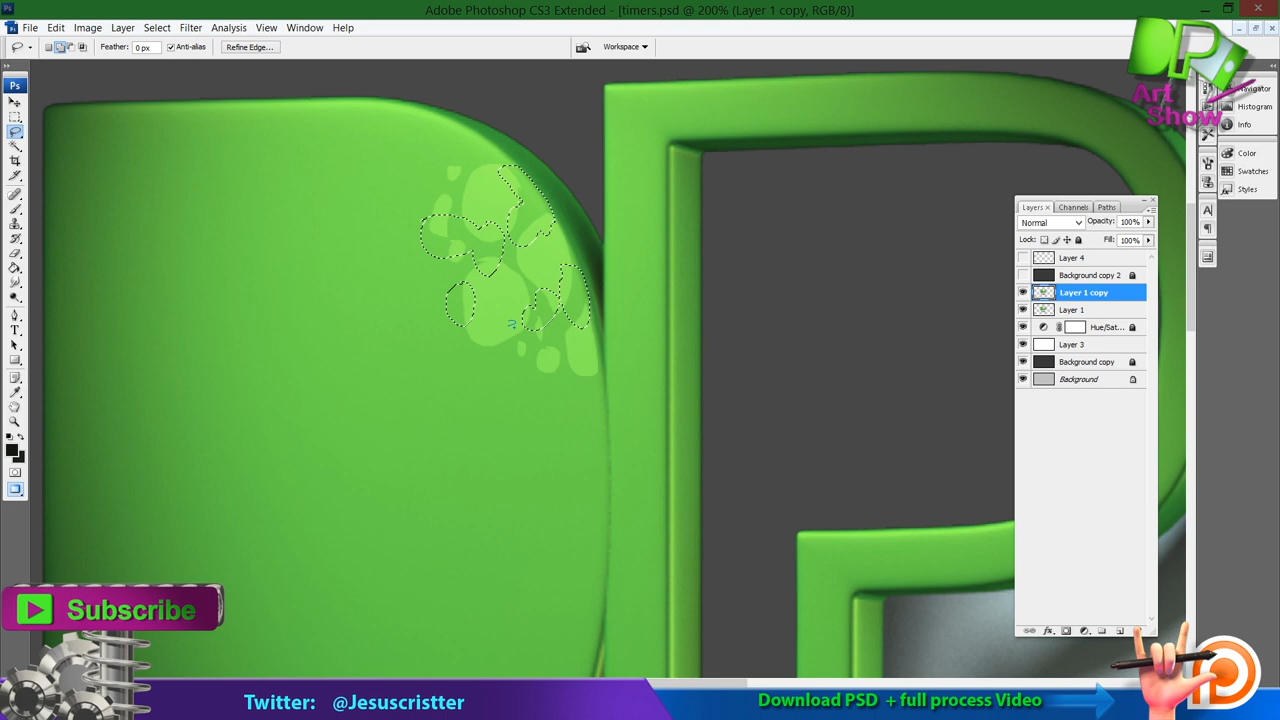 Adobe Photoshop CS3 Extended - [timers.psd @ 200% (Layer 1 copy, RGB/8)]
Ps File Edit Image Layer Select Filter Analysis View Window Help
Feather: 0 px Anti-alias Refine Edge... Workspace
Ps
DP
Art
Show
Navigator
Histogram
Info
Color
Swatches
Styles
Layers Channels Paths
Normal Opacity: 100%
Lock: Fill: 100%
Layer 4
Background copy 2
Layer 1 copy
Layer 1
Hue/Sat...
Layer 3
Background copy
Background
Subscribe
Twitter: @Jesuscristter
Download PSD + full process Video